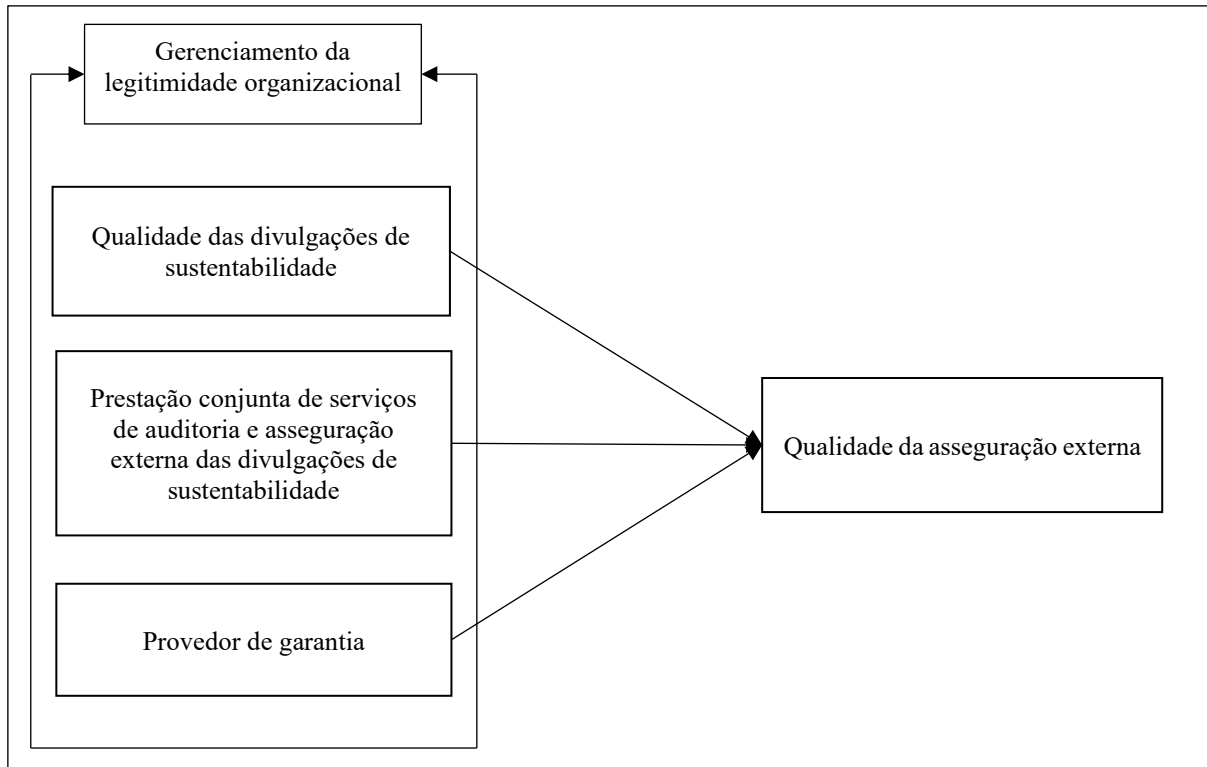 Gerenciamento da
legitimidade organizacional
Qualidade das divulgações de
sustentabilidade
Prestação conjunta de serviços
de auditoria e asseguração
externa das divulgações de
sustentabilidade
Qualidade da asseguração externa
Provedor de garantia